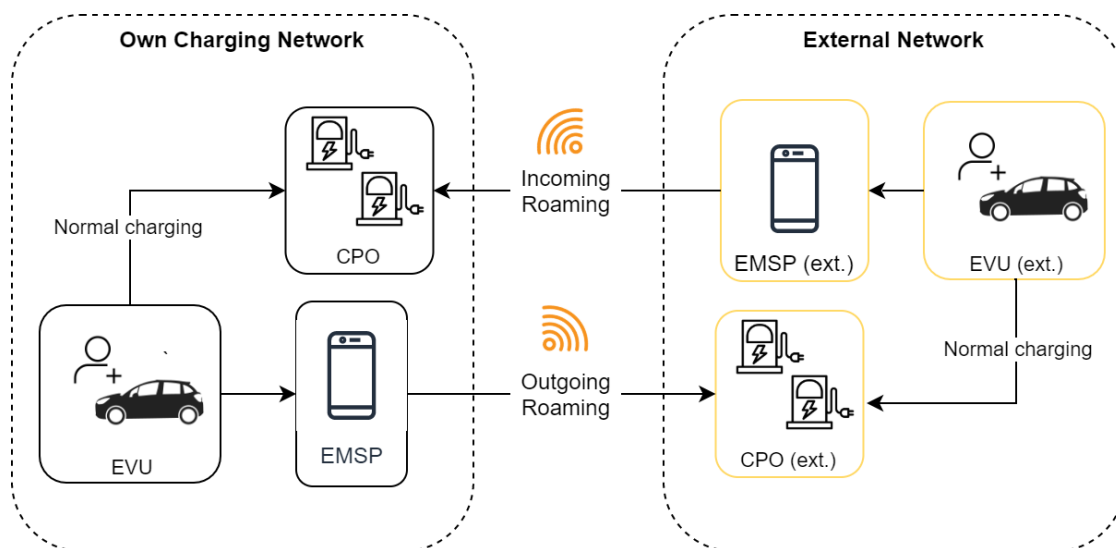 Own Charging Network
External Network
CPO
Incoming
Roaming
EMSP (ext.)
EVU (ext.)
Normal charging
EVU
EMSP
Outgoing
Roaming
CPO (ext.)
Normal charging